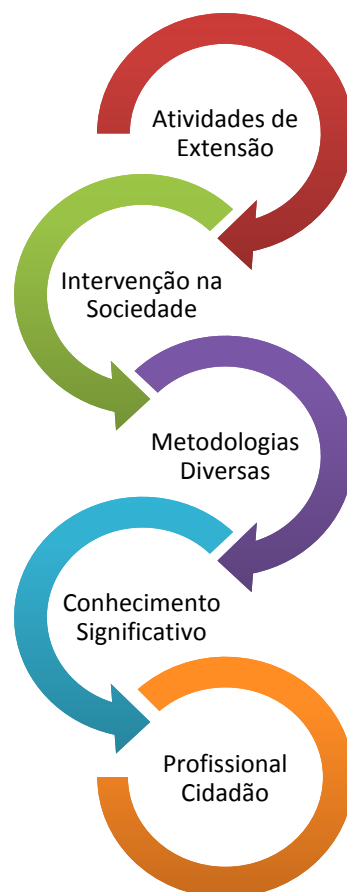 Atividades de
Extensão
Intervenção na
Sociedade
Metodologias
Diversas
Conhecimento
Significativo
Profissional
Cidadão